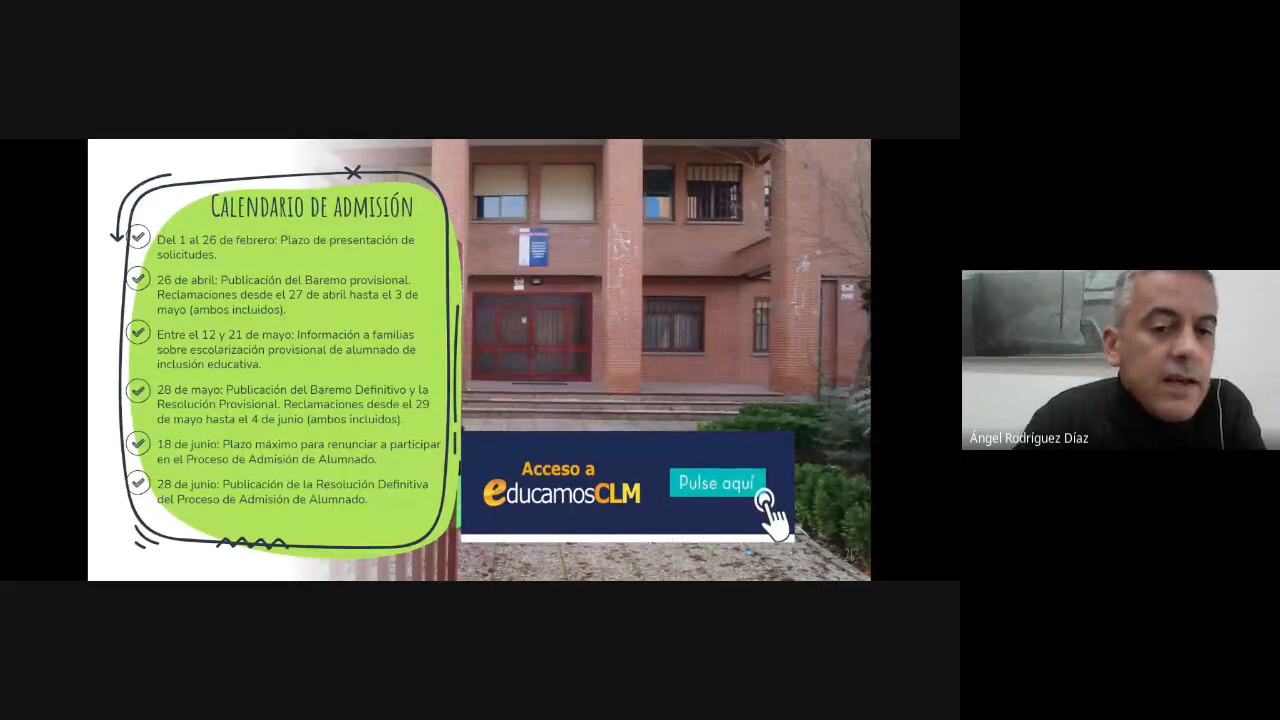 CALENDARIO DE ADMISIÓN
Del 1 al 26 de febrero: Plazo de presentación de
solicitudes.
26 de abril: Publicación del Baremo provisional.
Reclamaciones desde el 27 de abril hasta el 3 de
mayo (ambos incluidos).
Entre el 12 y 21 de mayo: Información a familias
sobre escolarización provisional de alumnado de
inclusión educativa.
28 de mayo: Publicación del Baremo Definitivo y la
Resolución Provisional. Reclamaciones desde el 29
de mayo hasta el 4 de junio (ambos incluidos).
18 de junio: Plazo máximo para renunciar a participar
en el Proceso de Admisión de Alumnado.
28 de junio: Publicación de la Resolución Definitiva
del Proceso de Admisión de Alumnado.
Acceso a
educamosCLM
Pulse aquí
26
Ángel Rodríguez Díaz